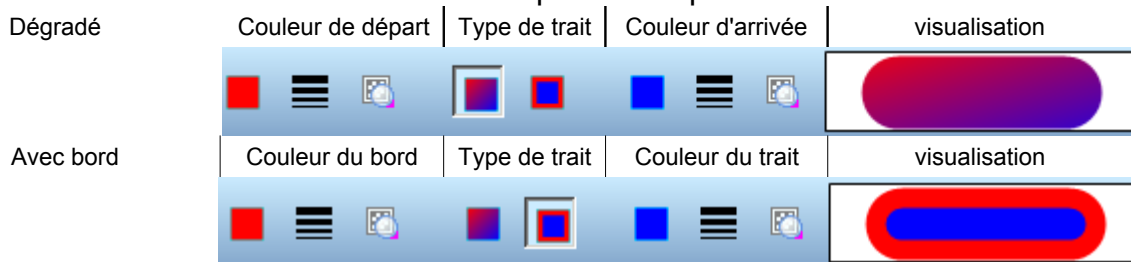 Dégradé Couleur de départ Type de trait Couleur d'arrivée visualisation
Avec bord Couleur du bord Type de trait Couleur du trait visualisation